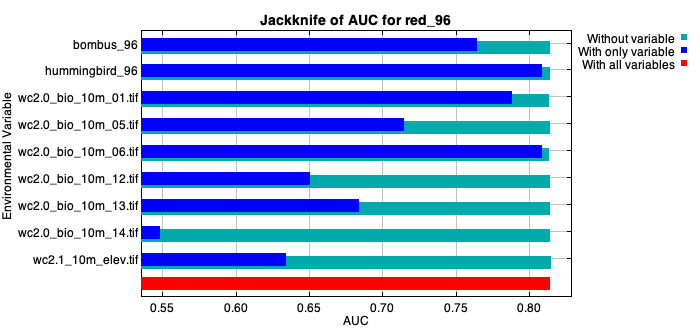 Jackknife of AUC for red_96
Without variable
With only variable
With all variables
Environmental Variable
bombus_96
hummingbird_96
wc2.0_bio_10m_01.tif
wc2.0_bio_10m_05.tif
wc2.0_bio_10m_06.tif
wc2.0_bio_10m_12.tif
wc2.0_bio_10m_13.tif
wc2.0_bio_10m_14.tif
wc2.1_10m_elev.tif
0.55 0.60 0.65 0.70 0.75 0.80
AUC